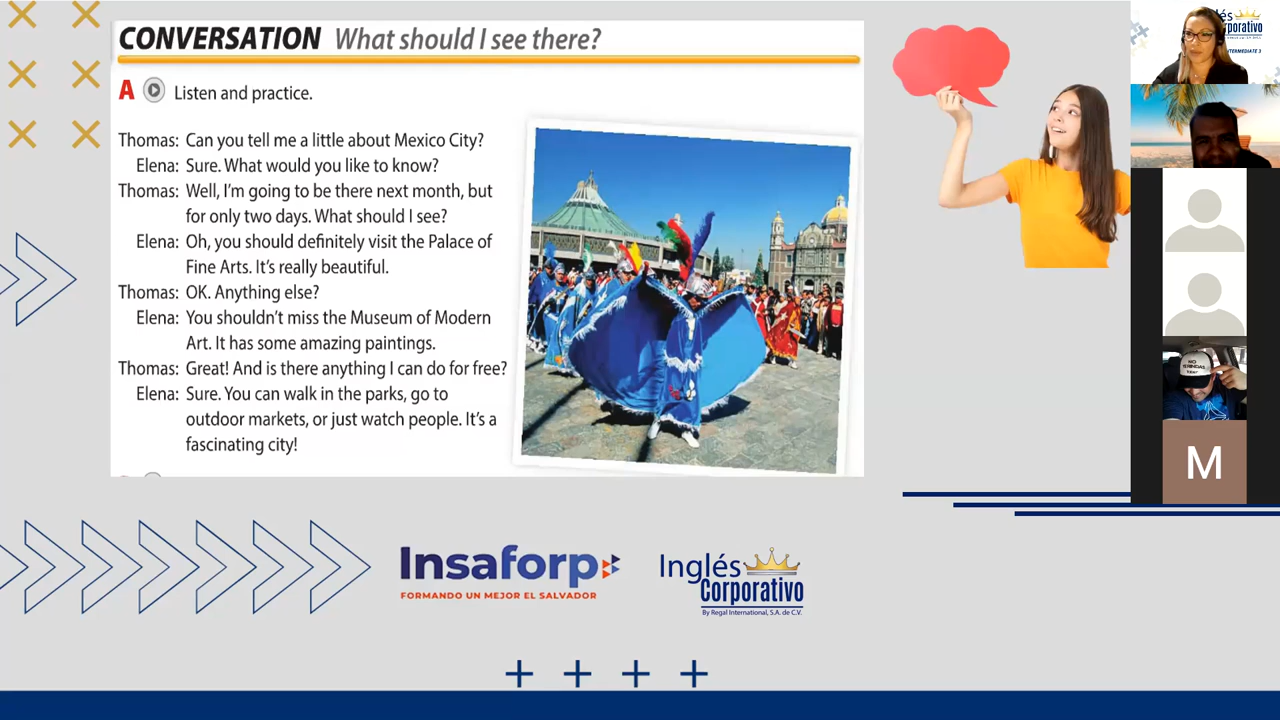 CONVERSATION What should I see there?
A Listen and practice.
Thomas: Can you tell me a little about Mexico City?
Elena: Sure. What would you like to know?
Thomas: Well, I'm going to be there next month, but
for only two days. What should I see?
Elena: Oh, you should definitely visit the Palace of
Fine Arts. It's really beautiful.
Thomas: OK. Anything else?
Elena: You shouldn't miss the Museum of Modern
Art. It has some amazing paintings.
Thomas: Great! And is there anything I can do for free?
Elena: Sure. You can walk in the parks, go to
outdoor markets, or just watch people. It's a
fascinating city!
Insaforp
FORMANDO UN MEJOR EL SALVADOR
Inglés
Corporativo
By Regal International, S.A. de C.V.
M